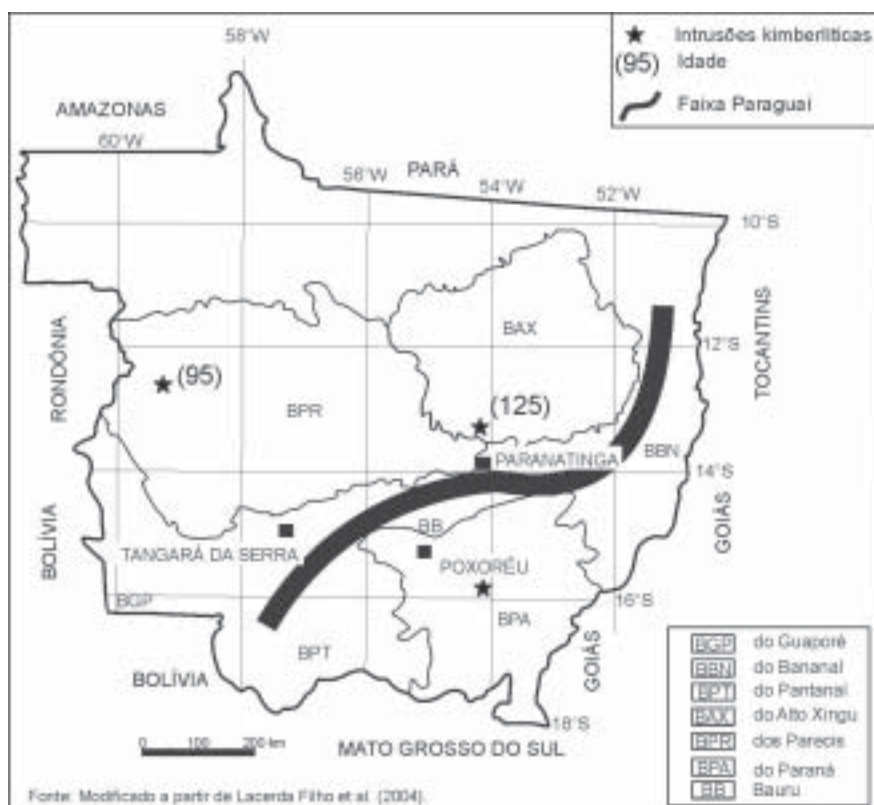 58°W
Intrusões kimberlíticas
(95) Idade
Faixa Paraguai
AMAZONAS
60°W
56°W
PARÁ
54°W
52°W
10°S
RONDÔNIA
BAX
12°S
TOCANTINS
(95)
BPR
(125)
PARANATINGA
BBN
14°S
BOLÍVIA
TANGARÁ DA SERRA
BB
POXORÉU
GOIÁS
BGP
BPA
16°S
BPT
GOIÁS
BOLÍVIA
18°S
0 100 200 km
MATO GROSSO DO SUL
BGP do Guaporé
BBN do Bananal
BPT do Pantanal
BAX do Alto Xingu
BPR dos Parecis
BPA do Paraná
BB Bauru
Fonte: Modificado a partir de Lacerda Filho et al. (2004).